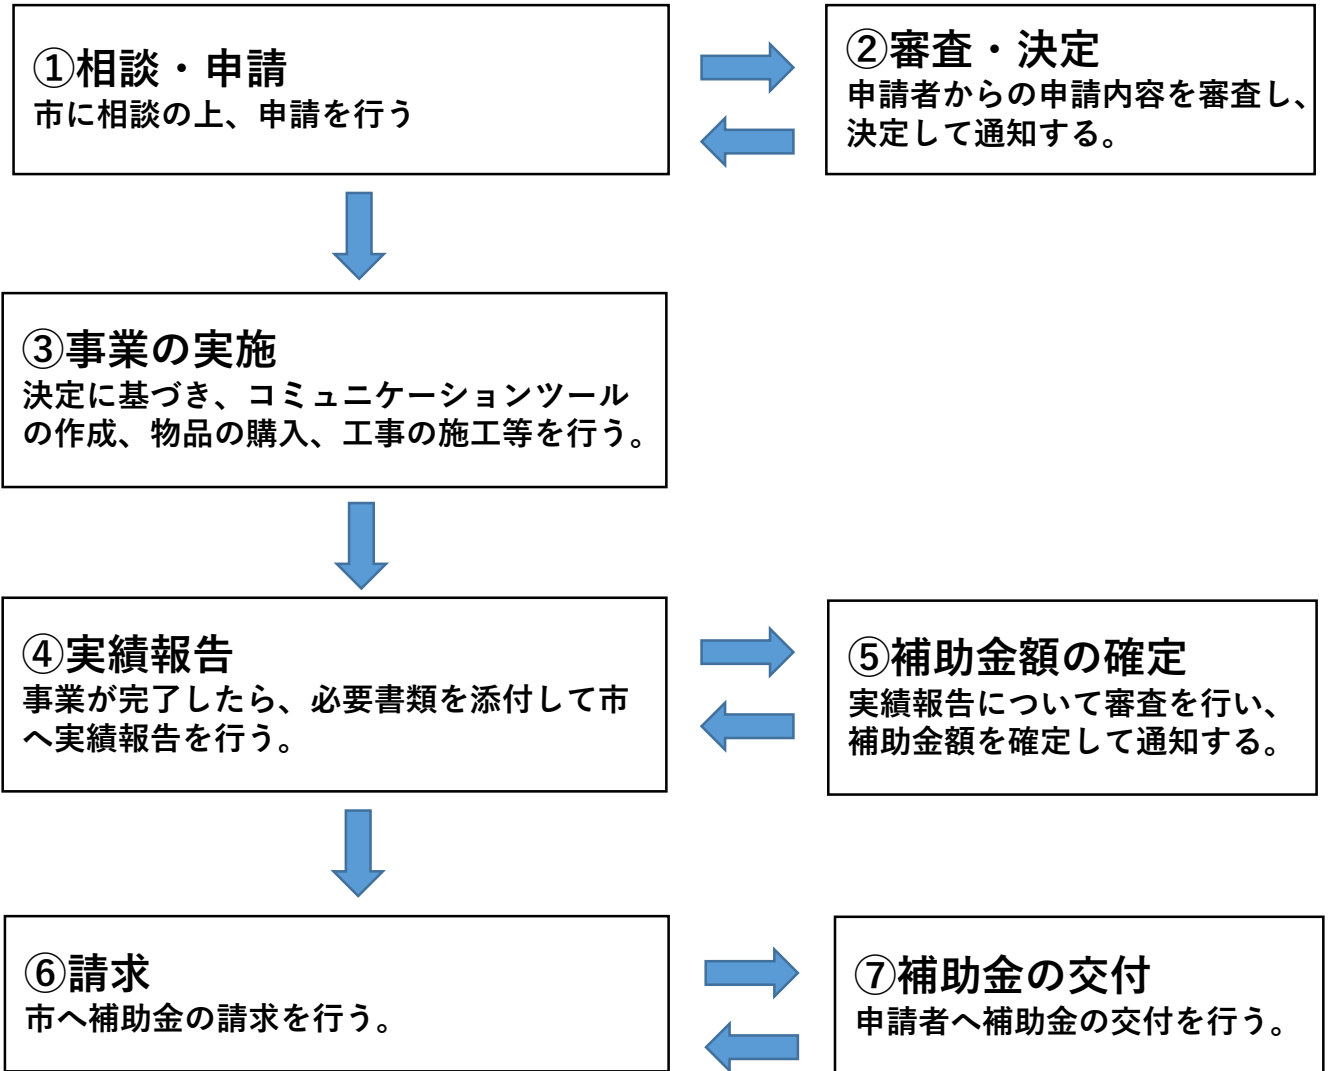 ①相談・申請
市に相談の上、申請を行う
②審査・決定
申請者からの申請内容を審査し、
決定して通知する。
③事業の実施
決定に基づき、コミュニケーションツール
の作成、物品の購入、工事の施工等を行う。
④実績報告
事業が完了したら、必要書類を添付して市
へ実績報告を行う。
⑤補助金額の確定
実績報告について審査を行い、
補助金額を確定して通知する。
⑥請求
市へ補助金の請求を行う。
⑦補助金の交付
申請者へ補助金の交付を行う。